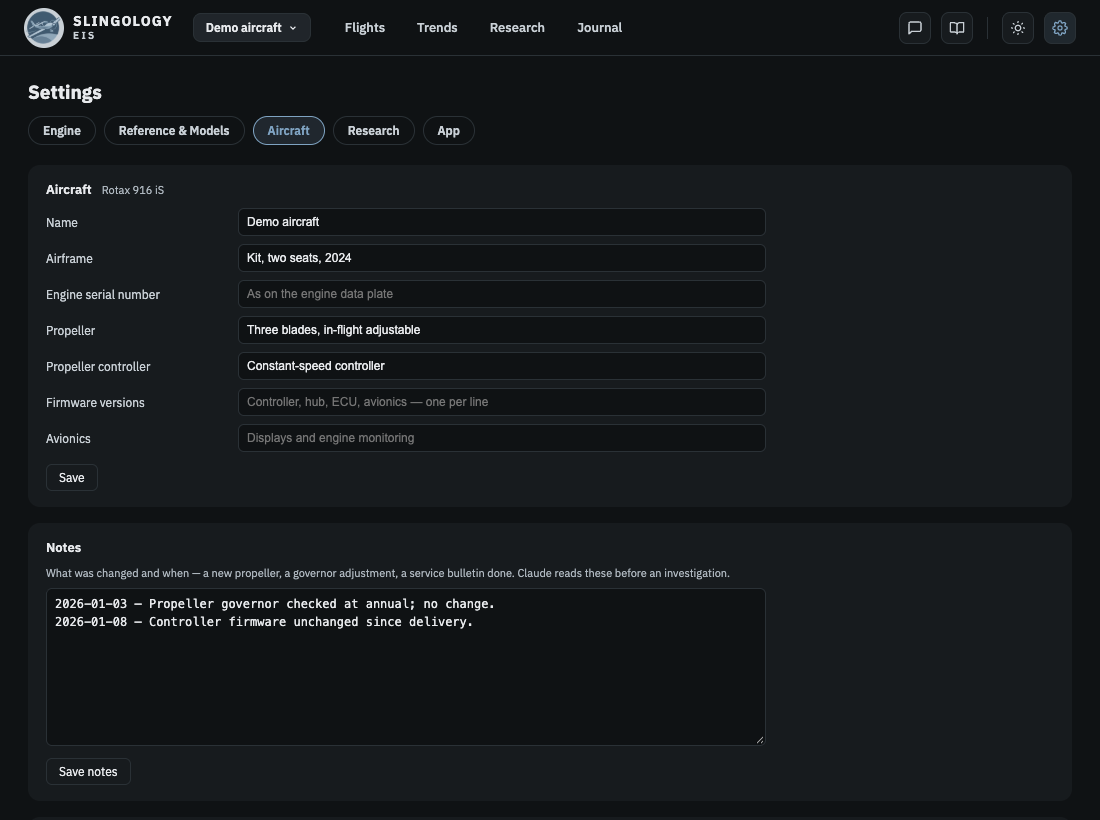 SLINGOLOGY
EIS
Demo aircraft
Flights
Trends
Research
Journal
Settings
Engine
Reference & Models
Aircraft
Research
App
Aircraft Rotax 916 iS
Name
Demo aircraft
Airframe
Kit, two seats, 2024
Engine serial number
As on the engine data plate
Propeller
Three blades, in-flight adjustable
Propeller controller
Constant-speed controller
Firmware versions
Controller, hub, ECU, avionics — one per line
Avionics
Displays and engine monitoring
Save
Notes
What was changed and when — a new propeller, a governor adjustment, a service bulletin done. Claude reads these before an investigation.
2026-01-03 — Propeller governor checked at annual; no change.
2026-01-08 — Controller firmware unchanged since delivery.
Save notes